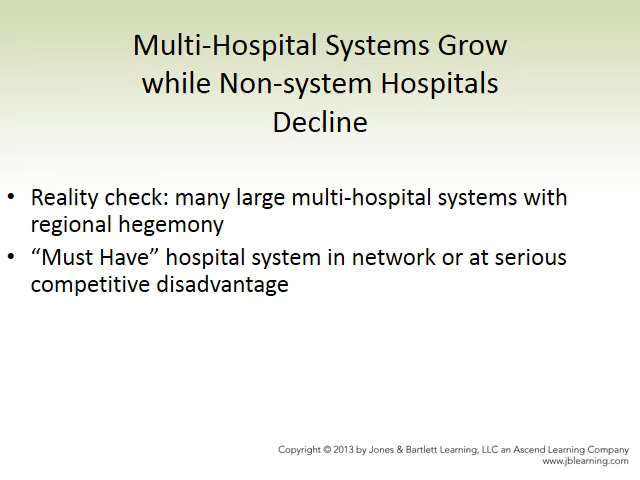 Multi-Hospital Systems Grow
while Non-system Hospitals
Decline
• Reality check: many large multi-hospital systems with
regional hegemony
• “Must Have” hospital system in network or at serious
competitive disadvantage
Copyright © 2013 by Jones & Bartlett Learning, LLC an Ascend Learning Company
www.jblearning.com